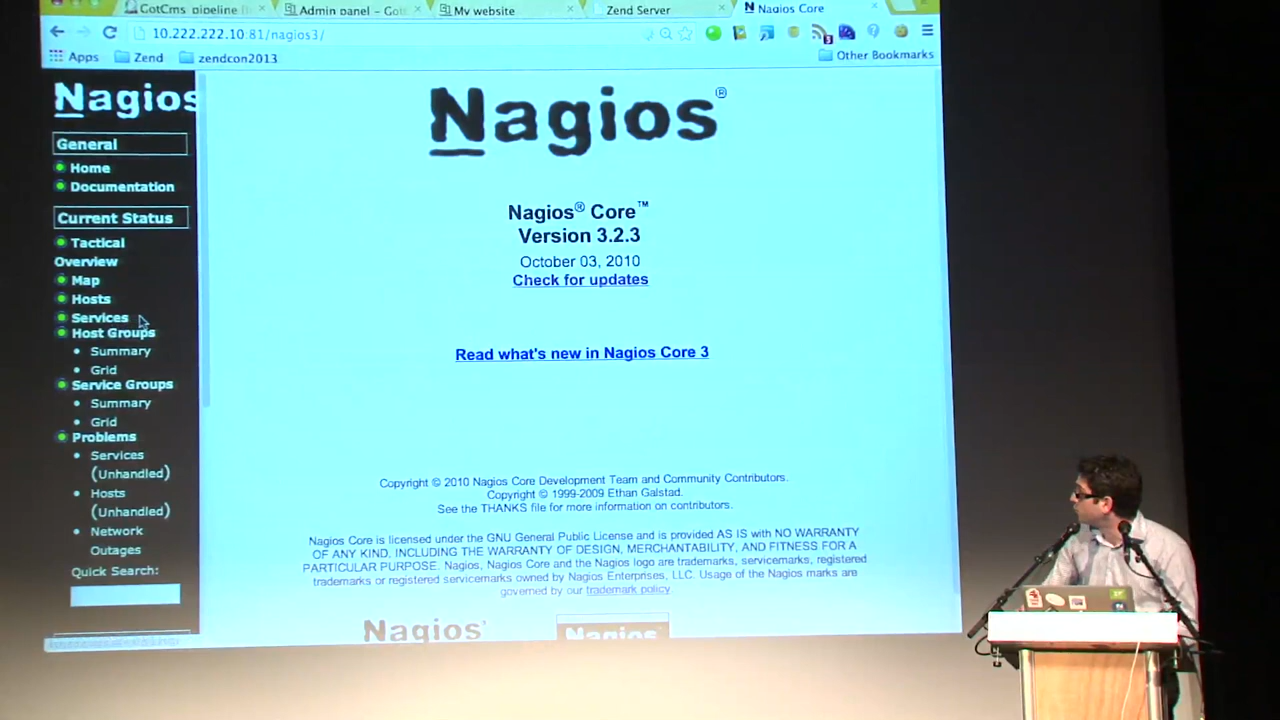 GotCms pipeline
Admin panel - Got
My website
Zend Server
Nagios Core
10.222.222.10:81/nagios3/
Apps
Zend
zendcon2013
Other Bookmarks
Nagios
General
Home
Documentation
Current Status
Tactical
Overview
Map
Hosts
Services
Host Groups
Summary
Grid
Service Groups
Summary
Grid
Problems
Services
(Unhandled)
Hosts
(Unhandled)
Network
Outages
Quick Search:
Nagios®
Nagios® Core™
Version 3.2.3
October 03, 2010
Check for updates
Read what's new in Nagios Core 3
Copyright © 2010 Nagios Core Development Team and Community Contributors.
Copyright © 1999-2009 Ethan Galstad.
See the THANKS file for more information on contributors.
Nagios Core is licensed under the GNU General Public License and is provided AS IS with NO WARRANTY
OF ANY KIND, INCLUDING THE WARRANTY OF DESIGN, MERCHANTABILITY, AND FITNESS FOR A
PARTICULAR PURPOSE. Nagios, Nagios Core and the Nagios logo are trademarks, servicemarks, registered
trademarks or registered servicemarks owned by Nagios Enterprises, LLC. Usage of the Nagios marks are
governed by our trademark policy.
Nagios
Nagios